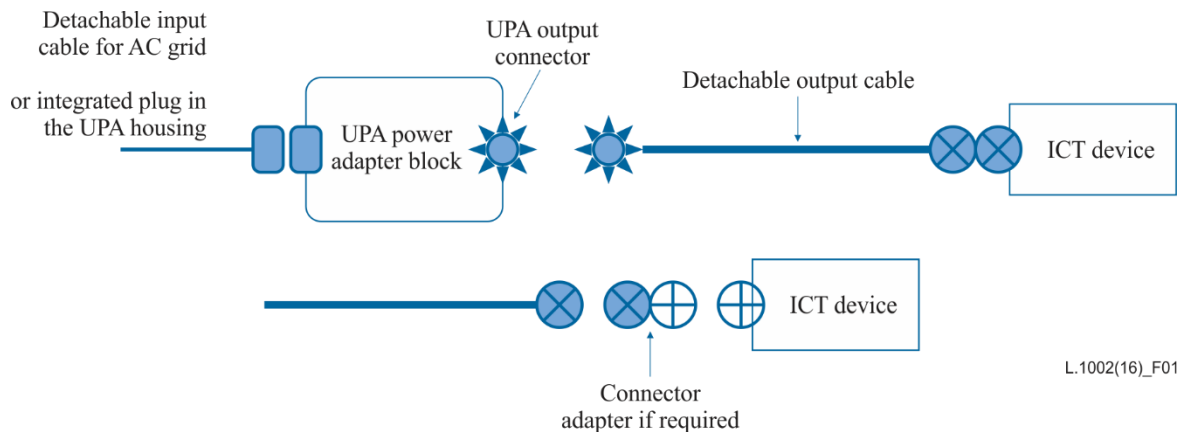 Detachable input
cable for AC grid
or integrated plug in
the UPA housing
UPA output
connector
UPA power
adapter block
Detachable output cable
ICT device
ICT device
Connector
adapter if required
L.1002(16)_F01